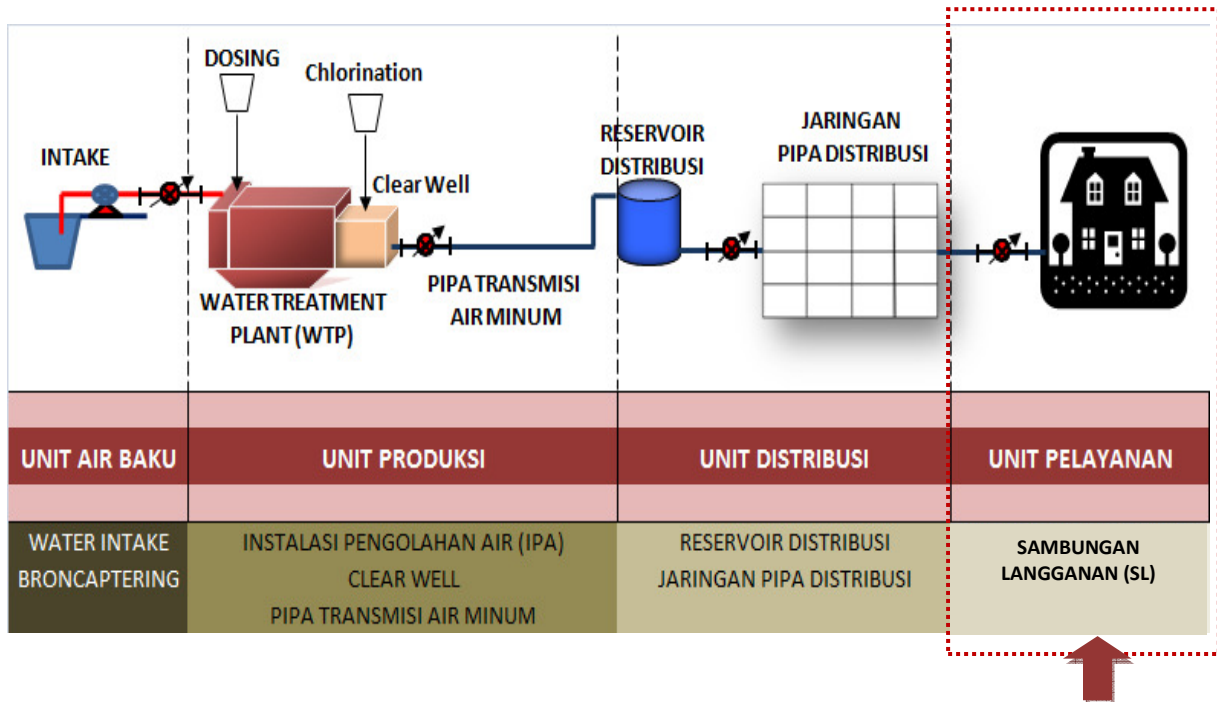 DOSING
Chlorination
INTAKE
Clear Well
WATER TREATMENT
PLANT (WTP)
PIPA TRANSMISI
AIR MINUM
RESERVOIR
DISTRIBUSI
JARINGAN
PIPA DISTRIBUSI
UNIT AIR BAKU
UNIT PRODUKSI
UNIT DISTRIBUSI
UNIT PELAYANAN
WATER INTAKE
BRONCAPTERING
INSTALASI PENGOLAHAN AIR (IPA)
CLEAR WELL
PIPA TRANSMISI AIR MINUM
RESERVOIR DISTRIBUSI
JARINGAN PIPA DISTRIBUSI
SAMBUNGAN
LANGGANAN (SL)